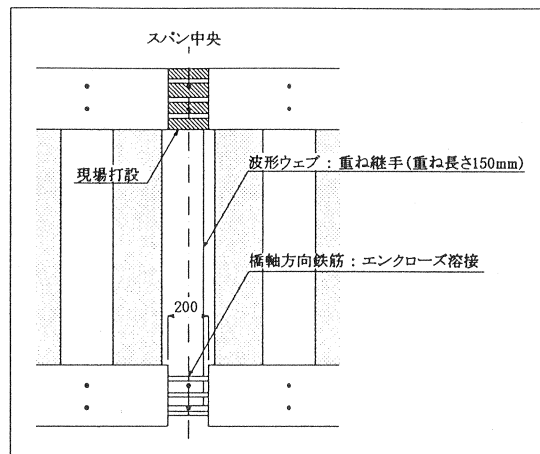 スパン中央
現場打設
波形ウェブ：重ね継手(重ね長さ150mm)
橋軸方向鉄筋：エンクローズ溶接
200